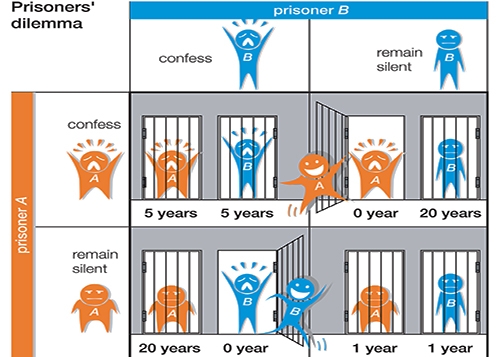 Prisoners'
dilemma
prisoner B
confess
B
remain
silent
B
prisoner A
confess
A
A
B
A
A
B
5 years
5 years
0 year
20 years
remain
silent
A
A
B
B
A
B
20 years
0 year
1 year
1 year